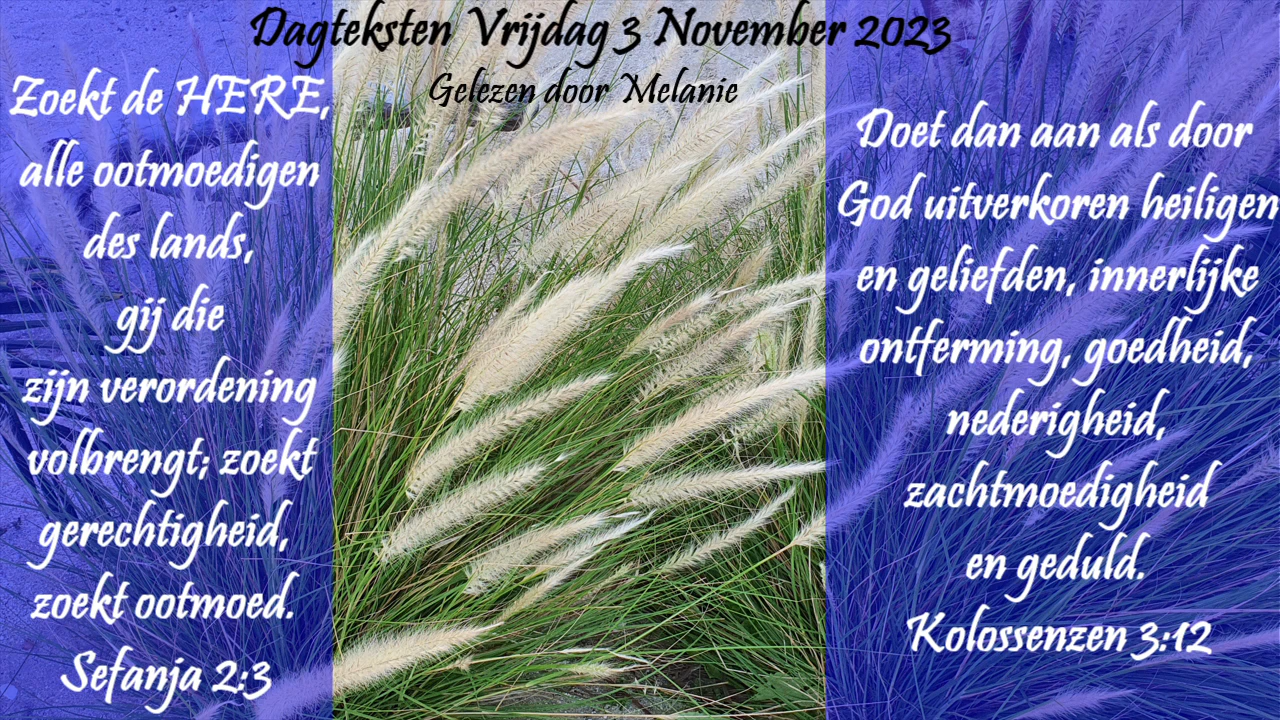 Dagteksten Vrijdag 3 November 2023
Gelezen door Melanie
Zoekt de HERE,
alle ootmoedigen
des lands,
gij die
zijn verordening
volbrengt; zoekt
gerechtigheid,
zoekt ootmoed.
Sefanja 2:3
Doet dan aan als door
God uitverkoren heiligen
en geliefden, innerlijke
ontferming, goedheid,
nederigheid,
zachtmoedigheid
en geduld.
Kolossenzen 3:12